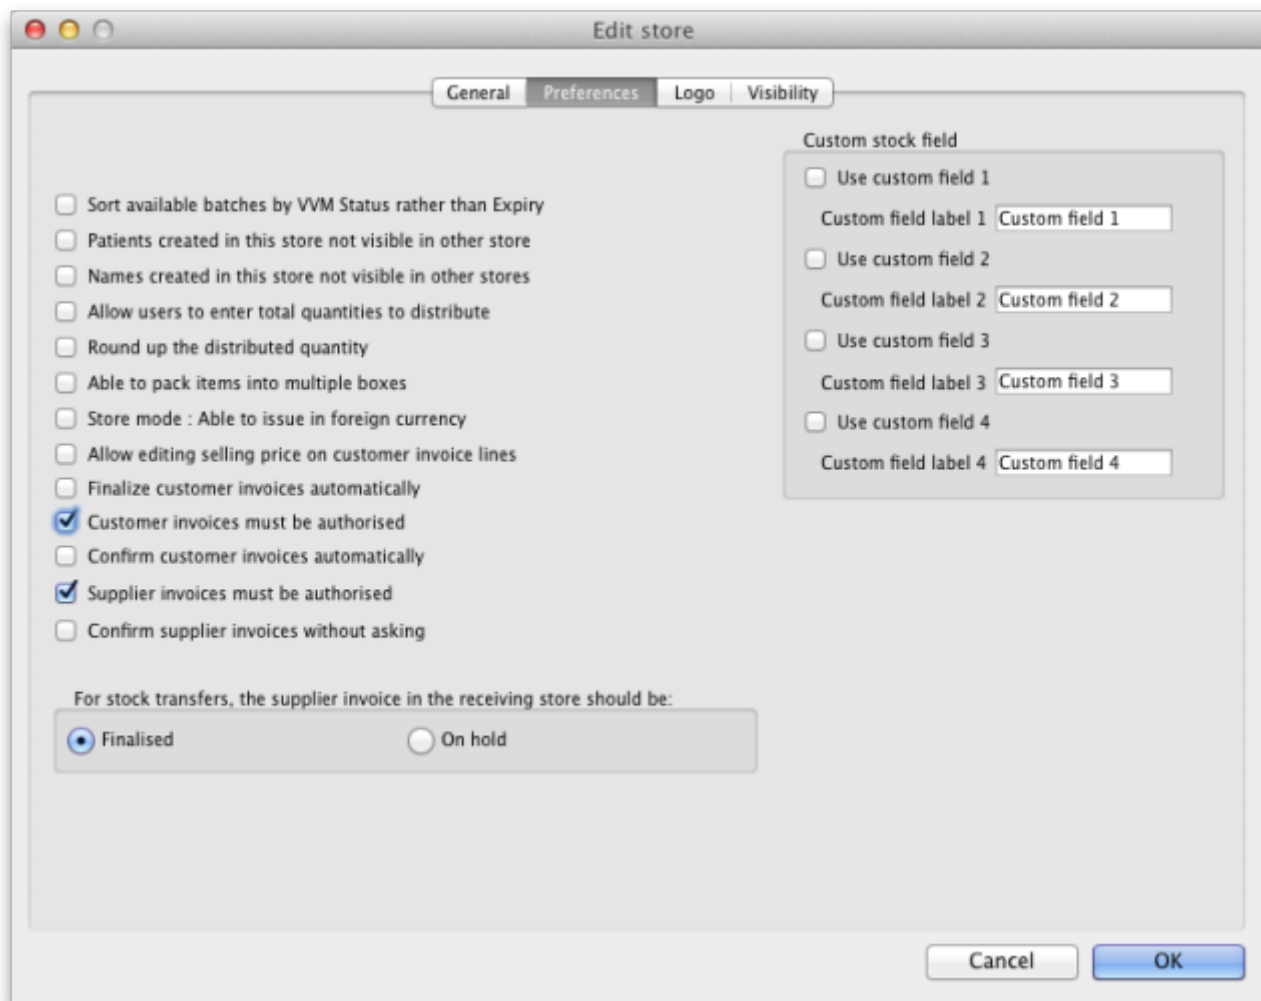 Edit store
General Preferences Logo Visibility
Sort available batches by VVM Status rather than Expiry
Patients created in this store not visible in other store
Names created in this store not visible in other stores
Allow users to enter total quantities to distribute
Round up the distributed quantity
Able to pack items into multiple boxes
Store mode : Able to issue in foreign currency
Allow editing selling price on customer invoice lines
Finalize customer invoices automatically
Customer invoices must be authorised
Confirm customer invoices automatically
Supplier invoices must be authorised
Confirm supplier invoices without asking
For stock transfers, the supplier invoice in the receiving store should be:
Finalised On hold
Custom stock field
Use custom field 1
Custom field label 1 Custom field 1
Use custom field 2
Custom field label 2 Custom field 2
Use custom field 3
Custom field label 3 Custom field 3
Use custom field 4
Custom field label 4 Custom field 4
Cancel OK